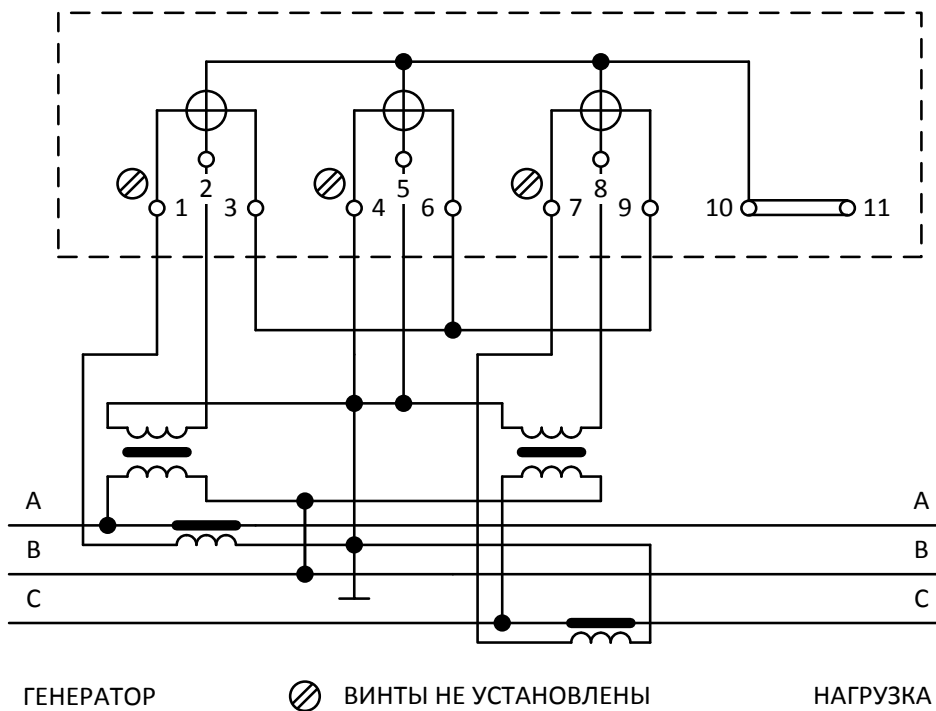 2 5 8
1 3 4 6 7 9 10 11
A A
B B
C C
ГЕНЕРАТОР ВИНТЫ НЕ УСТАНОВЛЕНЫ НАГРУЗКА